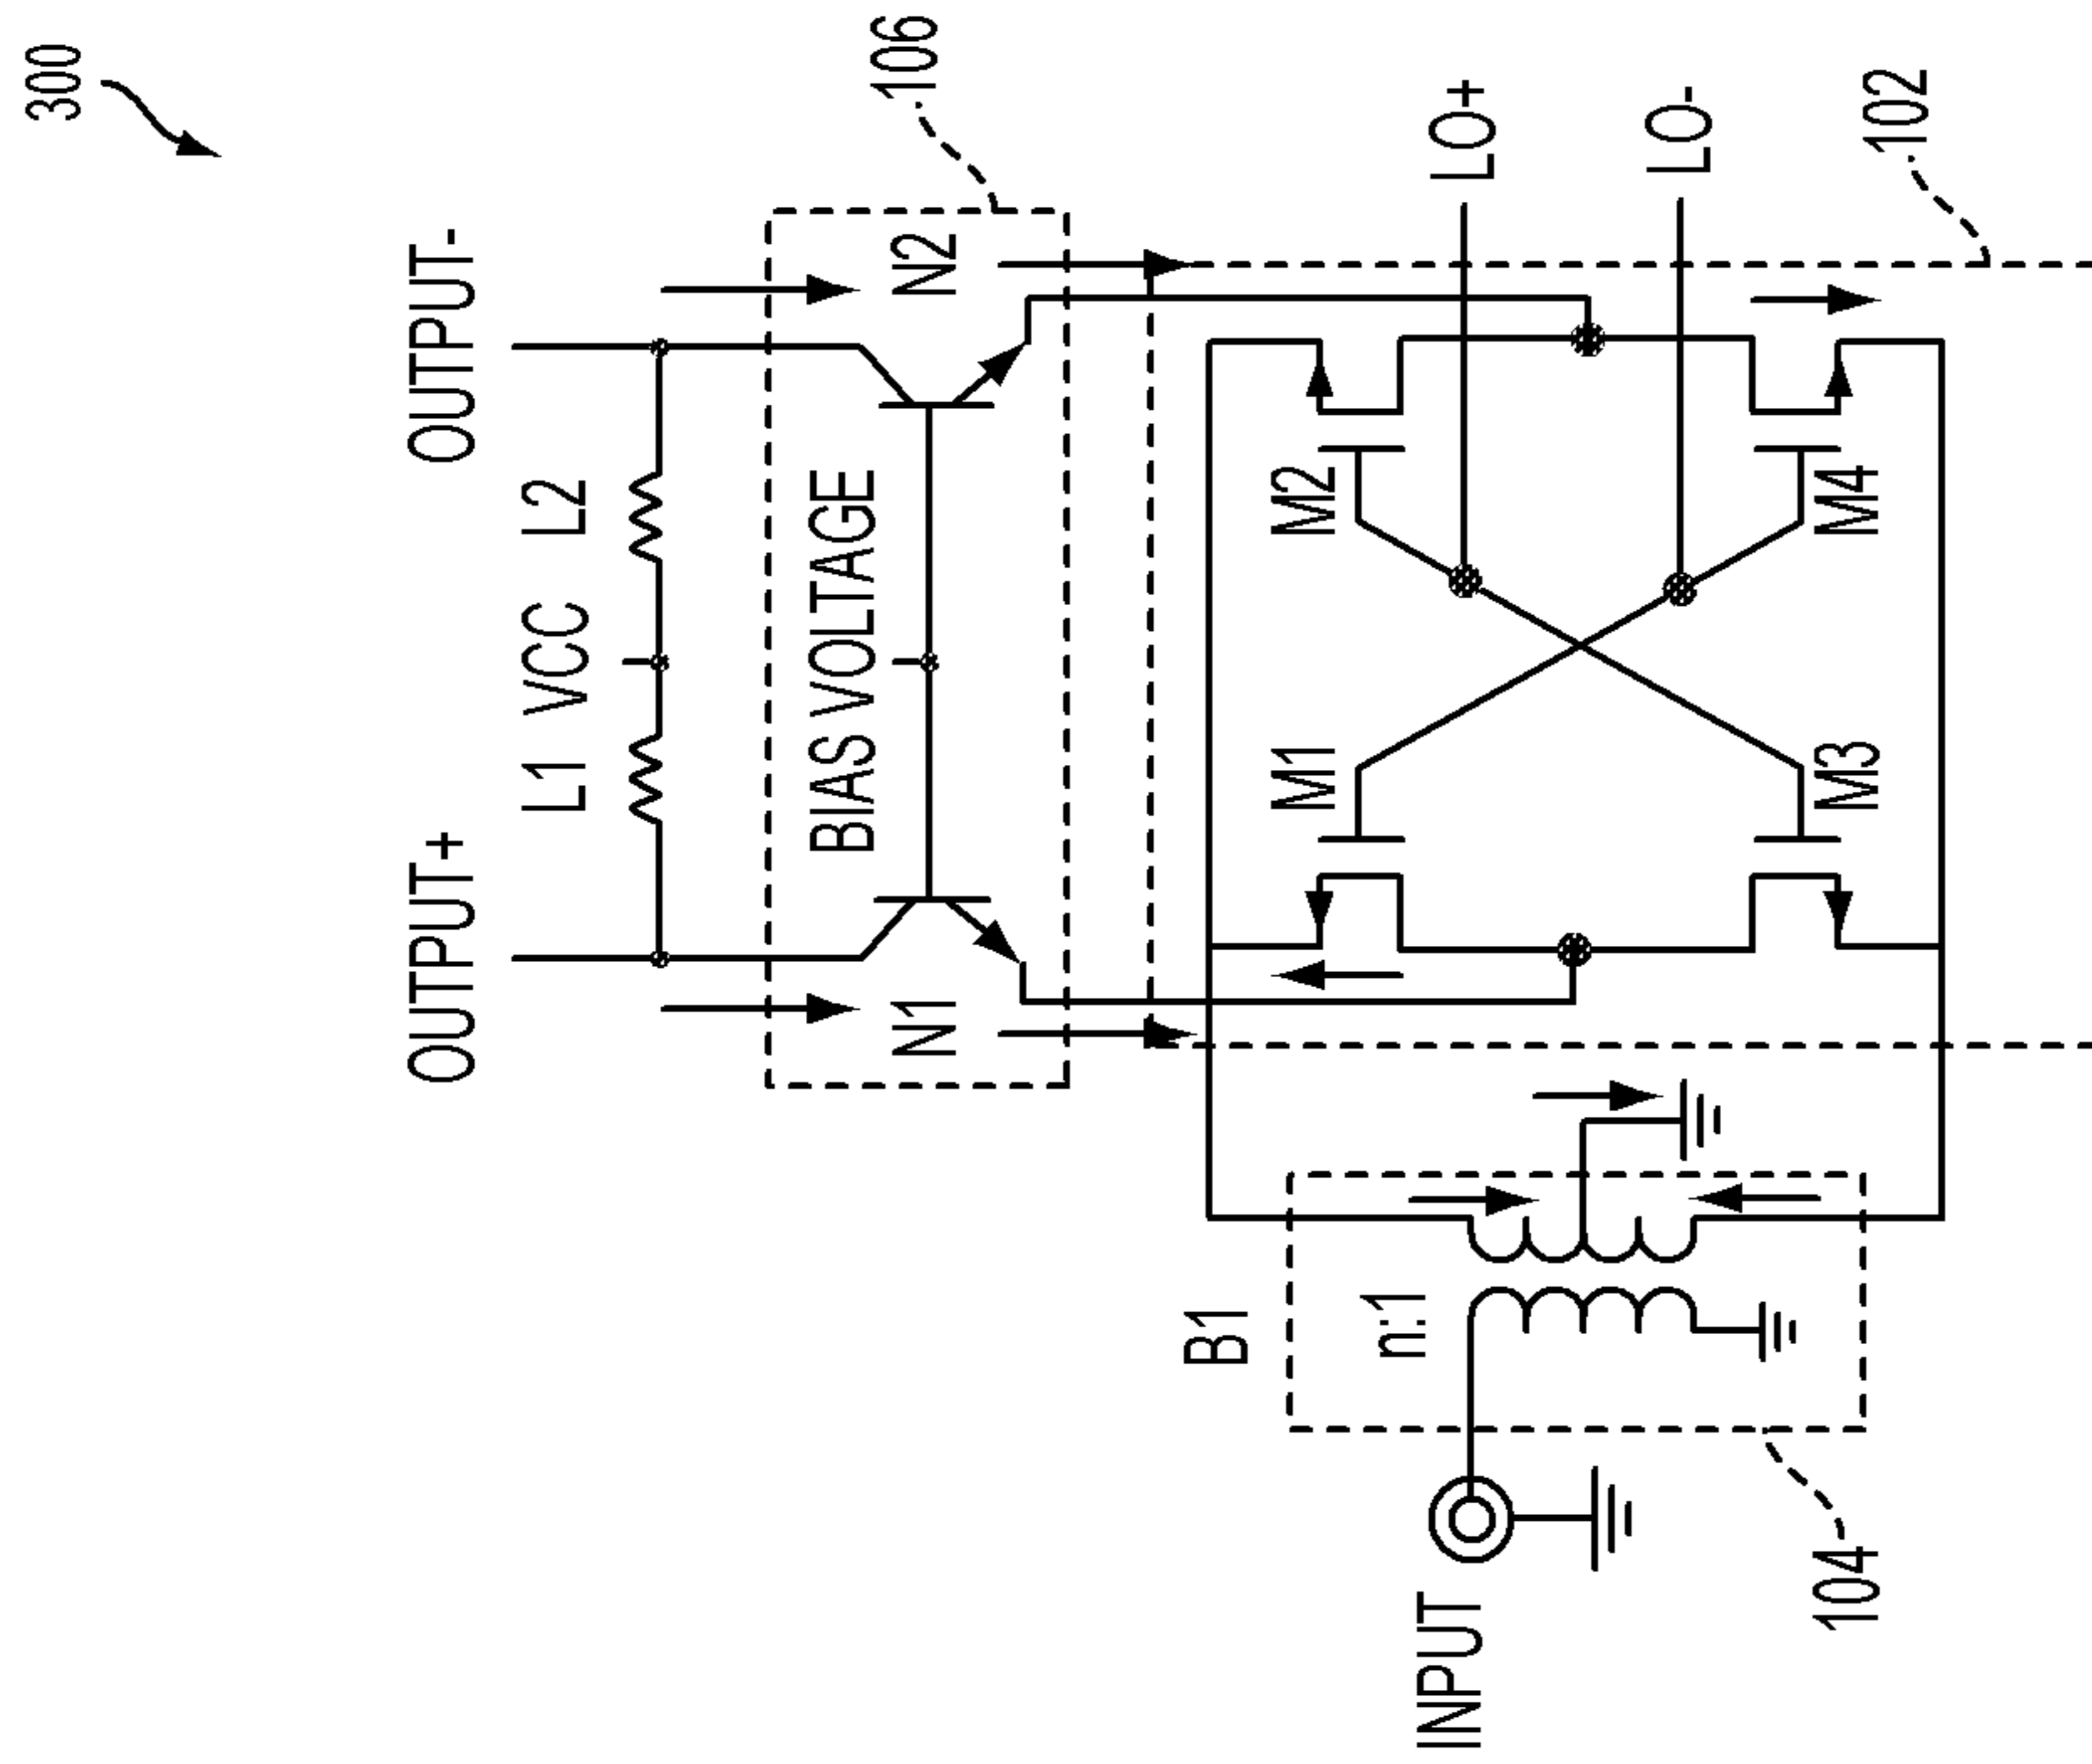 300
OUTPUT+
OUTPUT-
L1
VCC
L2
BIAS VOLTAGE
N1
N2
106
B1
n:1
M1
M2
INPUT
LO+
LO-
M3
M4
104
102